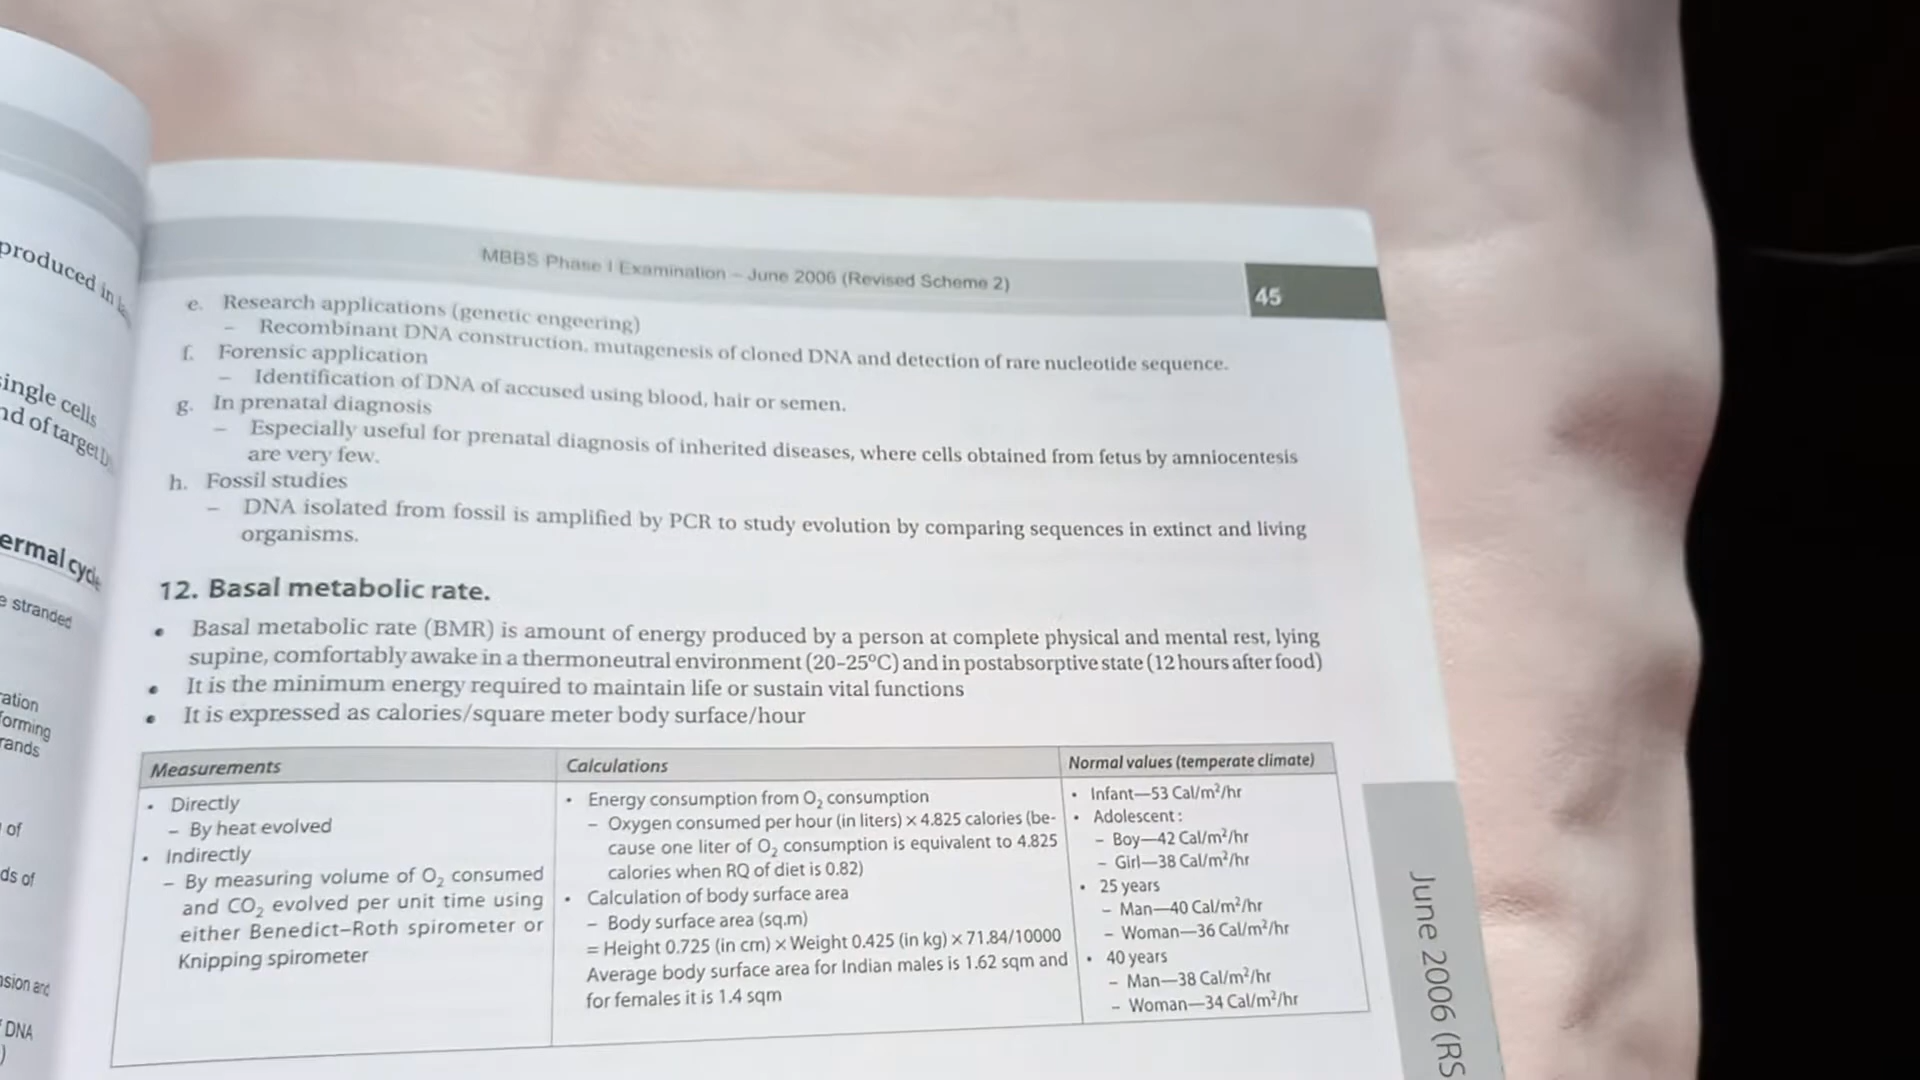 MBBS Phase I Examination – June 2006 (Revised Scheme 2)
45
e. Research applications (genetic engeering)
– Recombinant DNA construction, mutagenesis of cloned DNA and detection of rare nucleotide sequence.
f. Forensic application
– Identification of DNA of accused using blood, hair or semen.
g. In prenatal diagnosis
– Especially useful for prenatal diagnosis of inherited diseases, where cells obtained from fetus by amniocentesis
are very few.
h. Fossil studies
– DNA isolated from fossil is amplified by PCR to study evolution by comparing sequences in extinct and living
organisms.
12. Basal metabolic rate.
• Basal metabolic rate (BMR) is amount of energy produced by a person at complete physical and mental rest, lying
supine, comfortably awake in a thermoneutral environment (20–25°C) and in postabsorptive state (12 hours after food)
• It is the minimum energy required to maintain life or sustain vital functions
• It is expressed as calories/square meter body surface/hour
Measurements
• Directly
– By heat evolved
• Indirectly
– By measuring volume of O₂ consumed
and CO₂ evolved per unit time using
either Benedict–Roth spirometer or
Knipping spirometer
Calculations
• Energy consumption from O₂ consumption
– Oxygen consumed per hour (in liters) × 4.825 calories (be-
cause one liter of O₂ consumption is equivalent to 4.825
calories when RQ of diet is 0.82)
• Calculation of body surface area
– Body surface area (sq.m)
= Height 0.725 (in cm) × Weight 0.425 (in kg) × 71.84/10000
Average body surface area for Indian males is 1.62 sqm and
for females it is 1.4 sqm
Normal values (temperate climate)
• Infant—53 Cal/m²/hr
• Adolescent :
– Boy—42 Cal/m²/hr
– Girl—38 Cal/m²/hr
• 25 years
– Man—40 Cal/m²/hr
– Woman—36 Cal/m²/hr
• 40 years
– Man—38 Cal/m²/hr
– Woman—34 Cal/m²/hr
June 2006 (RS
produced in
single cells
nd of target
ermal cycle
e stranded
ration
forming
rands
of
ds of
nsion and
DNA
)